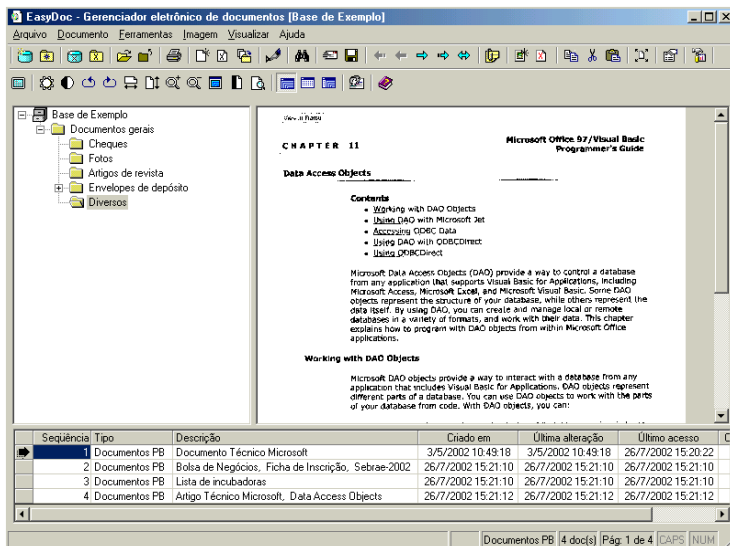 EasyDoc - Gerenciador eletrônico de documentos [Base de Exemplo]
Arquivo Documento Ferramentas Imagem Visualizar Ajuda
Base de Exemplo
Documentos gerais
Cheques
Fotos
Artigos de revista
Envelopes de depósito
Diversos
CHAPTER 11
Microsoft Office 97/Visual Basic
Programmer's Guide
Data Access Objects
Contents
Working with DAO Objects
Using DAO with Microsoft Jet
Accessing ODBC Data
Using DAO with ODBCDirect
Using ODBCDirect
Microsoft Data Access Objects (DAO) provide a way to control a database
from any application that supports Visual Basic for Applications, including
Microsoft Access, Microsoft Excel, and Microsoft Visual Basic. Some DAO
objects represent the structure of your database, while others represent the
data itself. By using DAO, you can create and manage local or remote
databases in a variety of formats, and work with their data. This chapter
explains how to program with DAO objects from within Microsoft Office
applications.
Working with DAO Objects
Microsoft DAO objects provide a way to interact with a database from any
application that includes Visual Basic for Applications. DAO objects represent
different parts of a database. You can use DAO objects to work with the parts
of your database from code. With DAO objects, you can:
Seqüência Tipo Descrição Criado em Última alteração Último acesso
1 Documentos PB Documento Técnico Microsoft 3/5/2002 10:49:18 3/5/2002 10:49:18 26/7/2002 15:20:22
2 Documentos PB Bolsa de Negócios, Ficha de Inscrição, Sebrae-2002 26/7/2002 15:21:10 26/7/2002 15:21:10 26/7/2002 15:21:10
3 Documentos PB Lista de incubadoras 26/7/2002 15:21:10 26/7/2002 15:21:10 26/7/2002 15:21:10
4 Documentos PB Artigo Técnico Microsoft, Data Access Objects 26/7/2002 15:21:12 26/7/2002 15:21:12 26/7/2002 15:21:12
Documentos PB 4 doc(s) Pág: 1 de 4 CAPS NUM